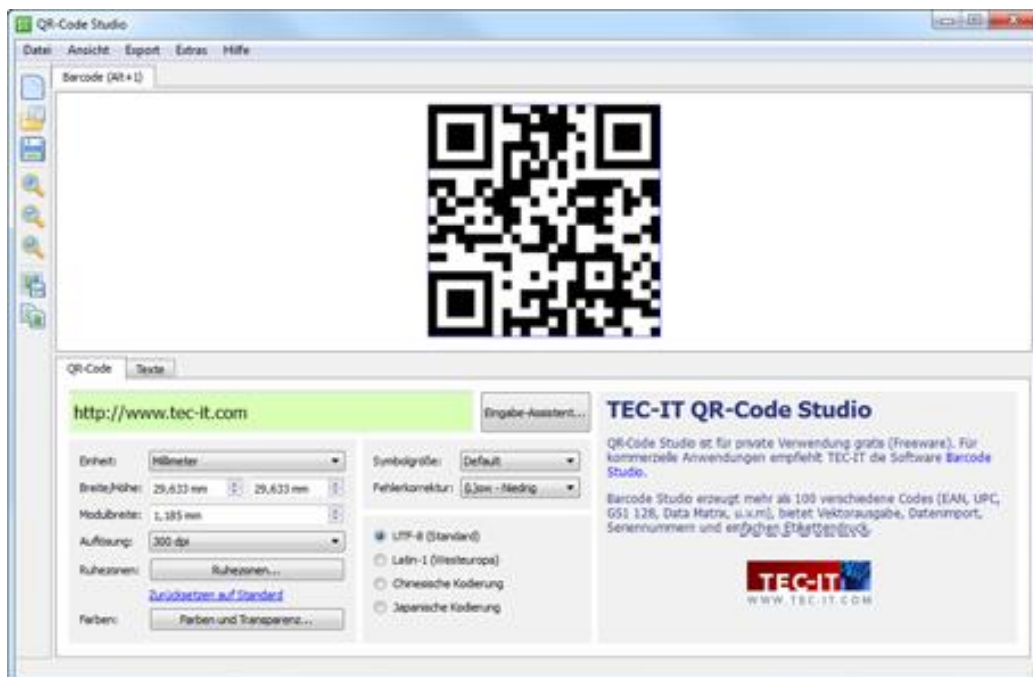 QR-Code Studio
Datei Ansicht Export Extras Hilfe
Barcode (Alt+1)
QR-Code Texte
http://www.tec-it.com
Eingabe-Assistent...
Einheit: Millimeter
Breite/Höhe: 29,633 mm 29,633 mm
Modulbreite: 1,185 mm
Auflösung: 300 dpi
Ruhezonen: Ruhezonen...
Zurücksetzen auf Standard
Farben: Farben und Transparenz...
Symbolgröße: Default
Fehlerkorrektur: (L)ow - Niedrig
UTF-8 (Standard)
Latin-1 (Westeuropa)
Chinesische Kodierung
Japanische Kodierung
TEC-IT QR-Code Studio
QR-Code Studio ist für private Verwendung gratis (Freeware). Für
kommerzielle Anwendungen empfiehlt TEC-IT die Software Barcode
Studio.
Barcode Studio erzeugt mehr als 100 verschiedene Codes (EAN, UPC,
GS1 128, Data Matrix, u.v.m), bietet Vektorausgabe, Datenimport,
Seriennummern und einfachen Etikettendruck.
TEC-IT
WWW.TEC-IT.COM